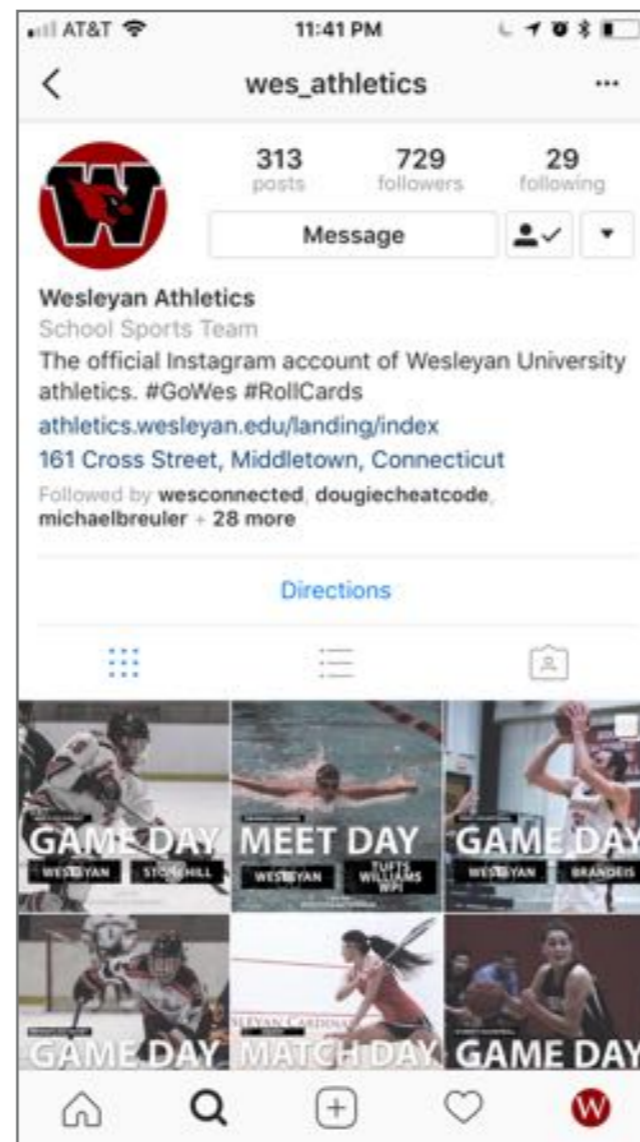 AT&T 11:41 PM
wes_athletics
313 729 29
posts followers following
Message
Wesleyan Athletics
School Sports Team
The official Instagram account of Wesleyan University
athletics. #GoWes #RollCards
athletics.wesleyan.edu/landing/index
161 Cross Street, Middletown, Connecticut
Followed by wesconnected, dougiecheatcode,
michaelbreuler + 28 more
Directions
GAME DAY
WESLEYAN STONEHILL
MEET DAY
WESLEYAN
TUFTS
WILLIAMS
WPI
GAME DAY
WESLEYAN BRANDEIS
GAME DAY
MATCH DAY
GAME DAY
W